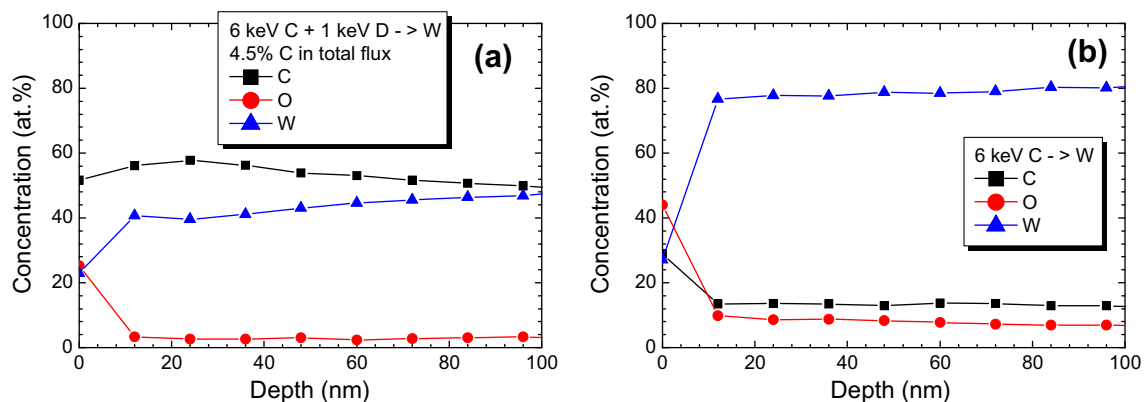 100
80
60
40
20
0
Concentration (at.%)
6 keV C + 1 keV D - > W
4.5% C in total flux
C
O
W
(a)
0 20 40 60 80 100
Depth (nm)
100
80
60
40
20
0
Concentration (at.%)
(b)
6 keV C - > W
C
O
W
0 20 40 60 80 100
Depth (nm)